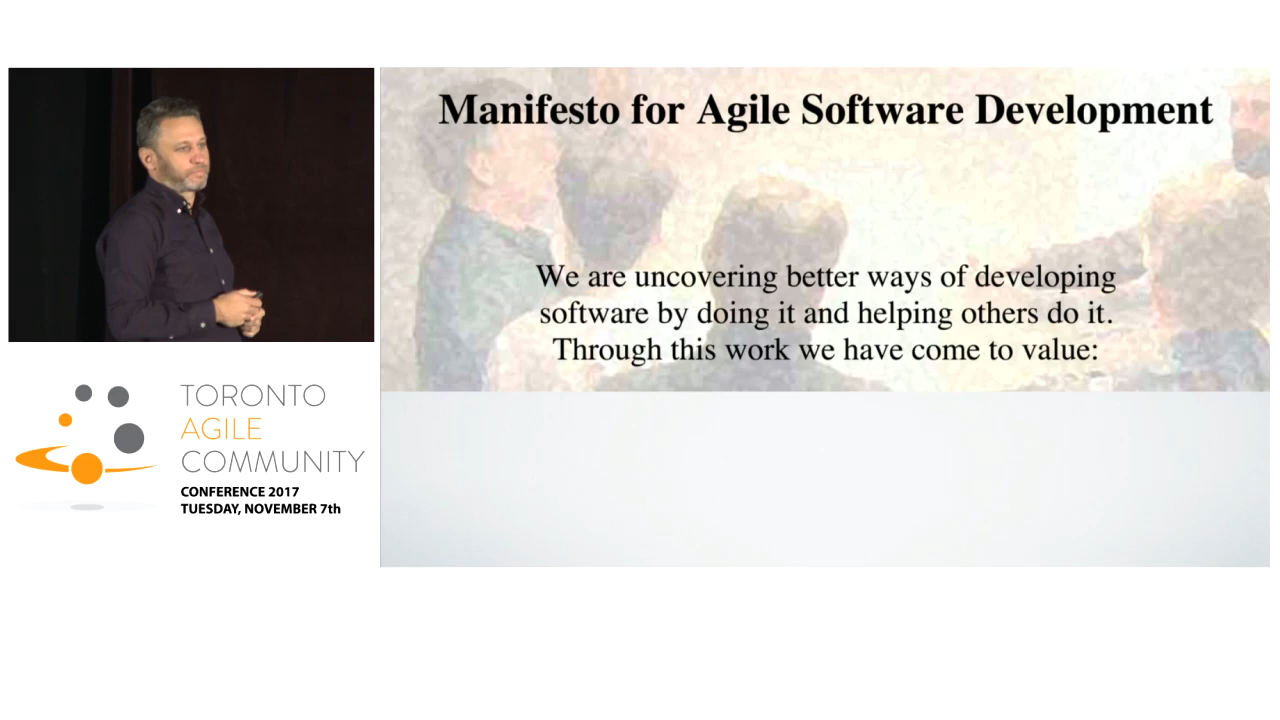 Manifesto for Agile Software Development
We are uncovering better ways of developing
software by doing it and helping others do it.
Through this work we have come to value:
TORONTO
AGILE
COMMUNITY
CONFERENCE 2017
TUESDAY, NOVEMBER 7th